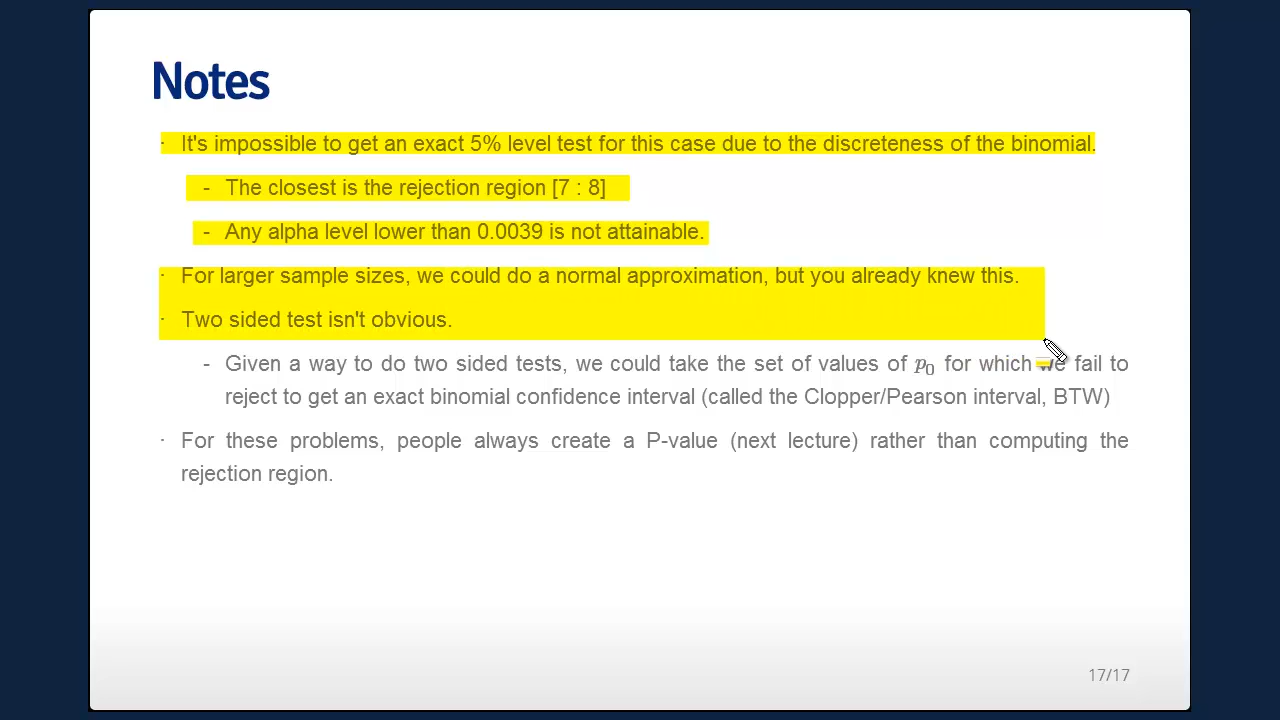 Notes
· It's impossible to get an exact 5% level test for this case due to the discreteness of the binomial.
- The closest is the rejection region [7 : 8]
- Any alpha level lower than 0.0039 is not attainable.
· For larger sample sizes, we could do a normal approximation, but you already knew this.
· Two sided test isn't obvious.
- Given a way to do two sided tests, we could take the set of values of p₀ for which we fail to
reject to get an exact binomial confidence interval (called the Clopper/Pearson interval, BTW)
· For these problems, people always create a P-value (next lecture) rather than computing the
rejection region.
17/17